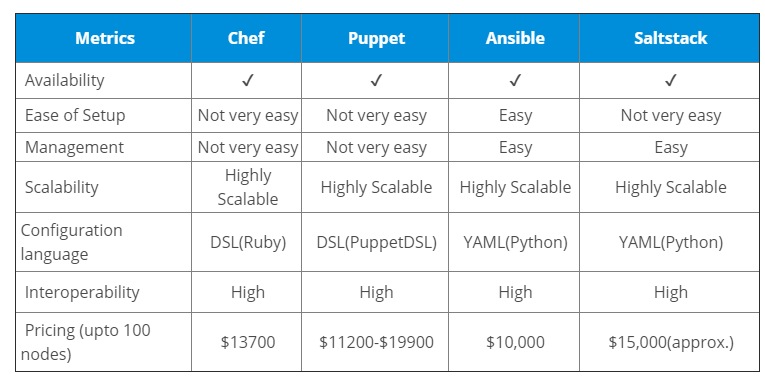 Metrics Chef Puppet Ansible Saltstack
Availability ✓ ✓ ✓ ✓
Ease of Setup Not very easy Not very easy Easy Not very easy
Management Not very easy Not very easy Easy Easy
Scalability Highly Scalable Highly Scalable Highly Scalable Highly Scalable
Configuration language DSL(Ruby) DSL(PuppetDSL) YAML(Python) YAML(Python)
Interoperability High High High High
Pricing (upto 100 nodes) $13700 $11200-$19900 $10,000 $15,000(approx.)